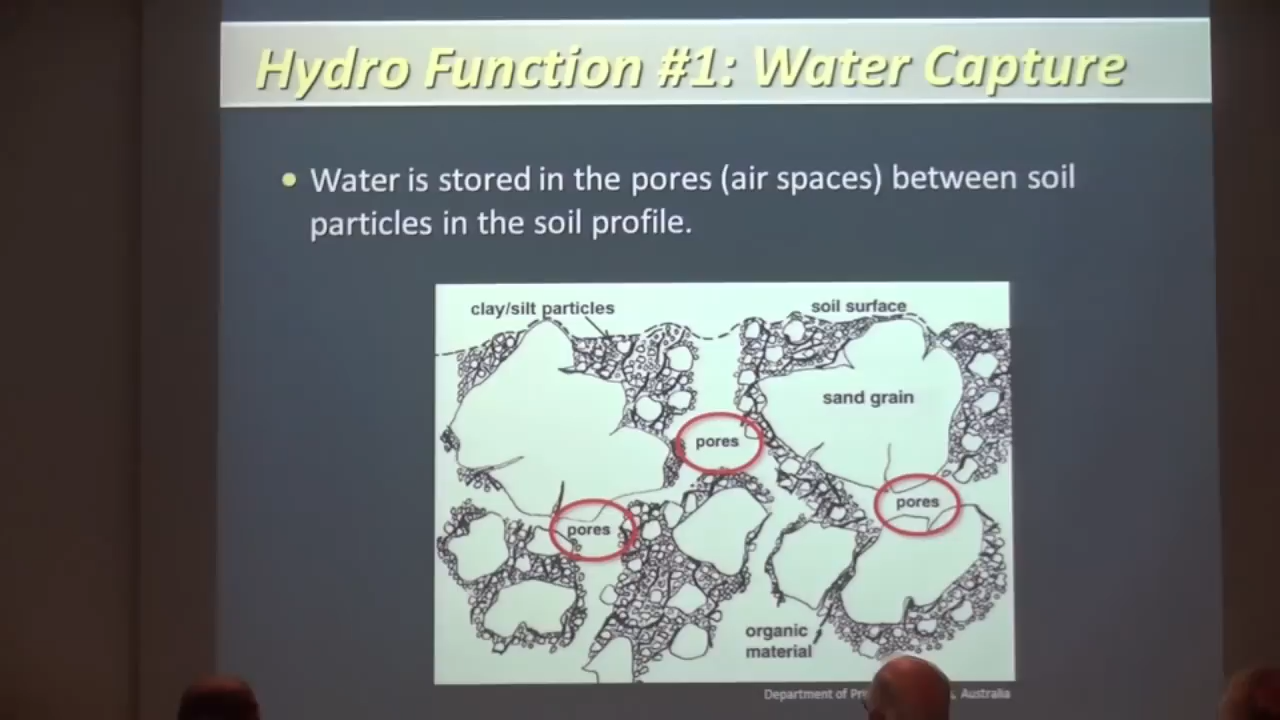 Hydro Function #1: Water Capture
• Water is stored in the pores (air spaces) between soil
particles in the soil profile.
clay/silt particles
soil surface
sand grain
pores
pores
pores
organic
material
Department of
Australia